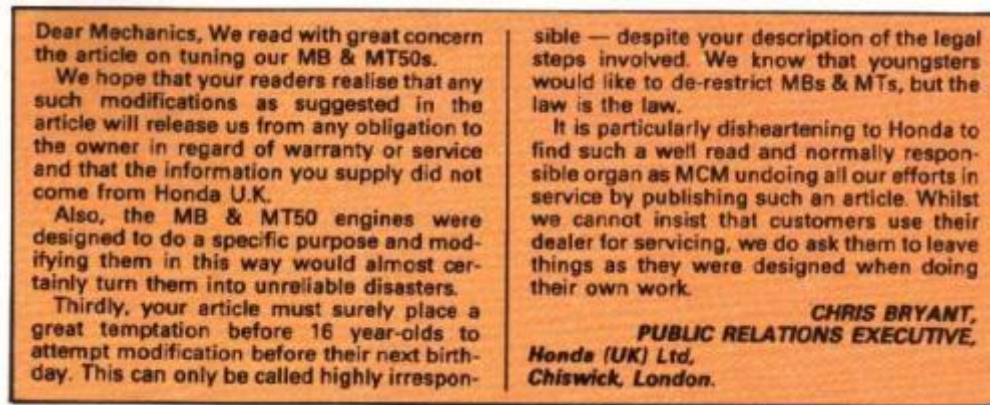 Dear Mechanics, We read with great concern
the article on tuning our MB & MT50s.
We hope that your readers realise that any
such modifications as suggested in the
article will release us from any obligation to
the owner in regard of warranty or service
and that the information you supply did not
come from Honda U.K.
Also, the MB & MT50 engines were
designed to do a specific purpose and mod-
ifying them in this way would almost cer-
tainly turn them into unreliable disasters.
Thirdly, your article must surely place a
great temptation before 16 year-olds to
attempt modification before their next birth-
day. This can only be called highly irrespon-
sible — despite your description of the legal
steps involved. We know that youngsters
would like to de-restrict MBs & MTs, but the
law is the law.
It is particularly disheartening to Honda to
find such a well read and normally respon-
sible organ as MCM undoing all our efforts in
service by publishing such an article. Whilst
we cannot insist that customers use their
dealer for servicing, we do ask them to leave
things as they were designed when doing
their own work.
CHRIS BRYANT,
PUBLIC RELATIONS EXECUTIVE,
Honda (UK) Ltd,
Chiswick, London.